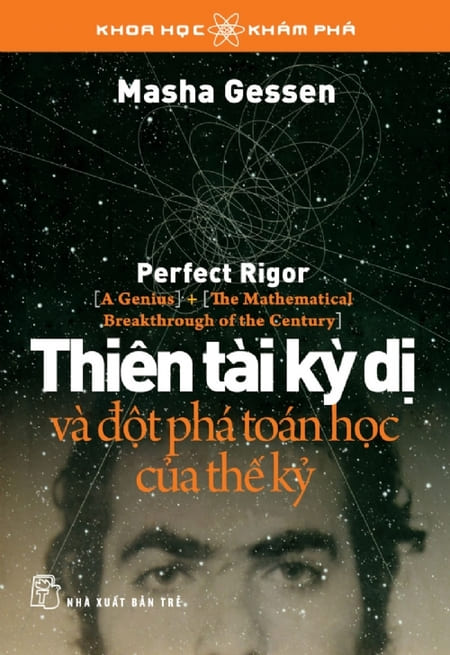 KHOA HỌC KHÁM PHÁ
Masha Gessen
Perfect Rigor
[A Genius] + [The Mathematical
Breakthrough of the Century]
Thiên tài kỳ dị
và đột phá toán học
của thế kỷ
NHÀ XUẤT BẢN TRẺ